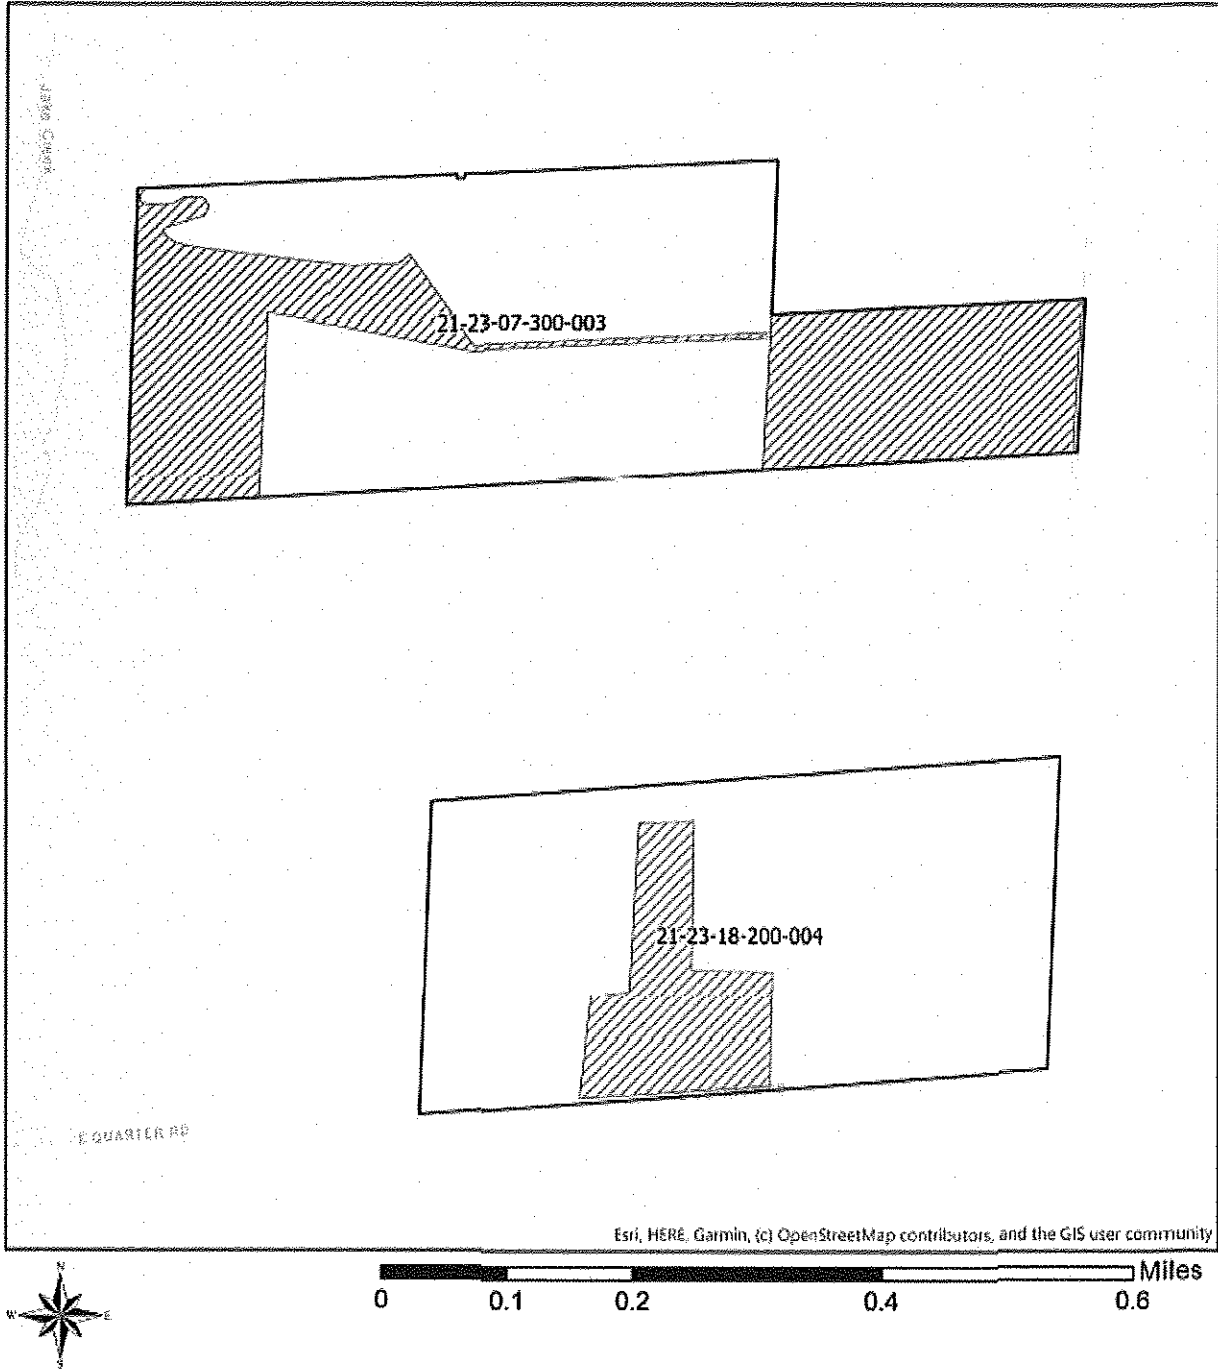 21-23-07-300-003
21-23-18-200-004
E QUARTER RD
Esri, HERE, Garmin, (c) OpenStreetMap contributors, and the GIS user community
N
W E
S
Miles
0 0.1 0.2 0.4 0.6